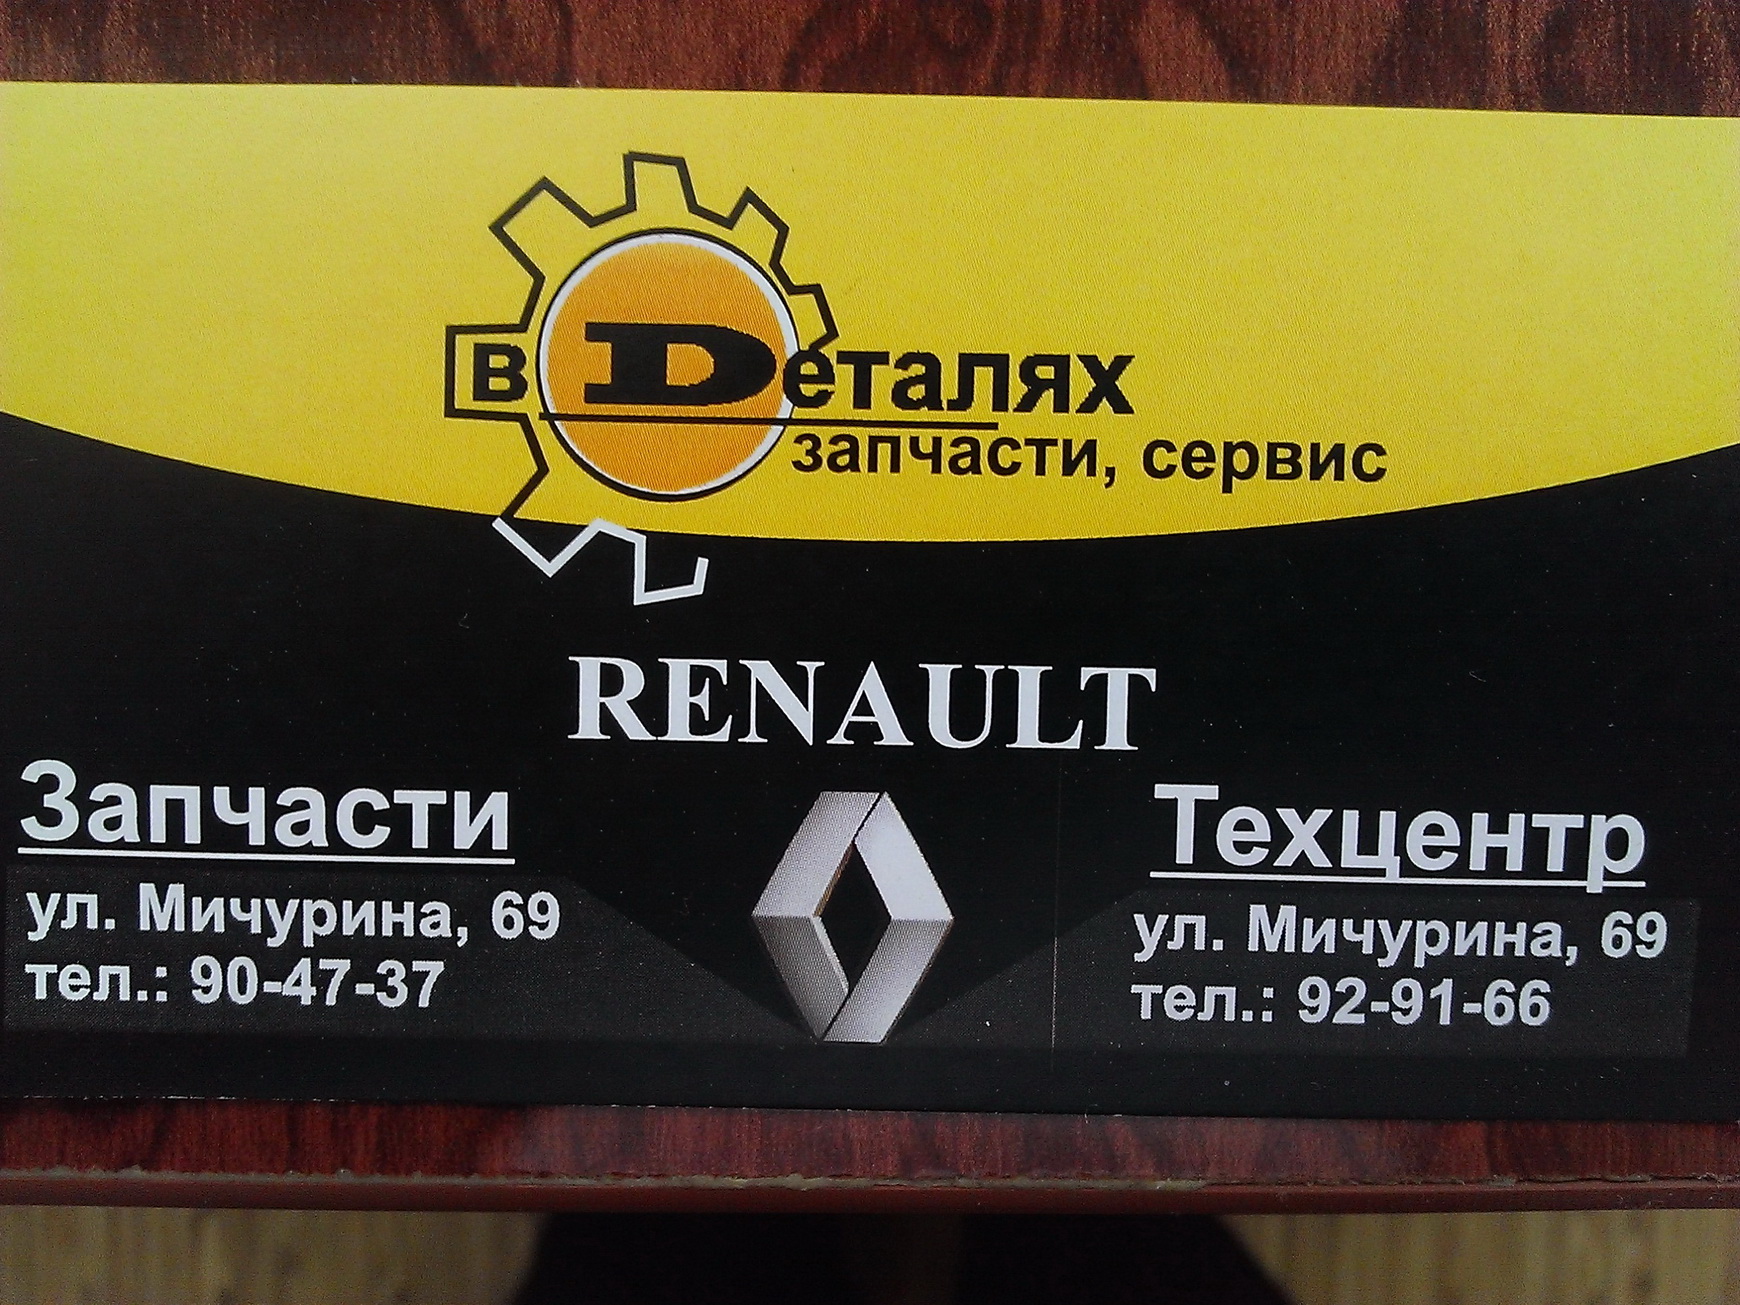 в Dеталях
запчасти, сервис
RENAULT
Запчасти
ул. Мичурина, 69
тел.: 90-47-37
Техцентр
ул. Мичурина, 69
тел.: 92-91-66